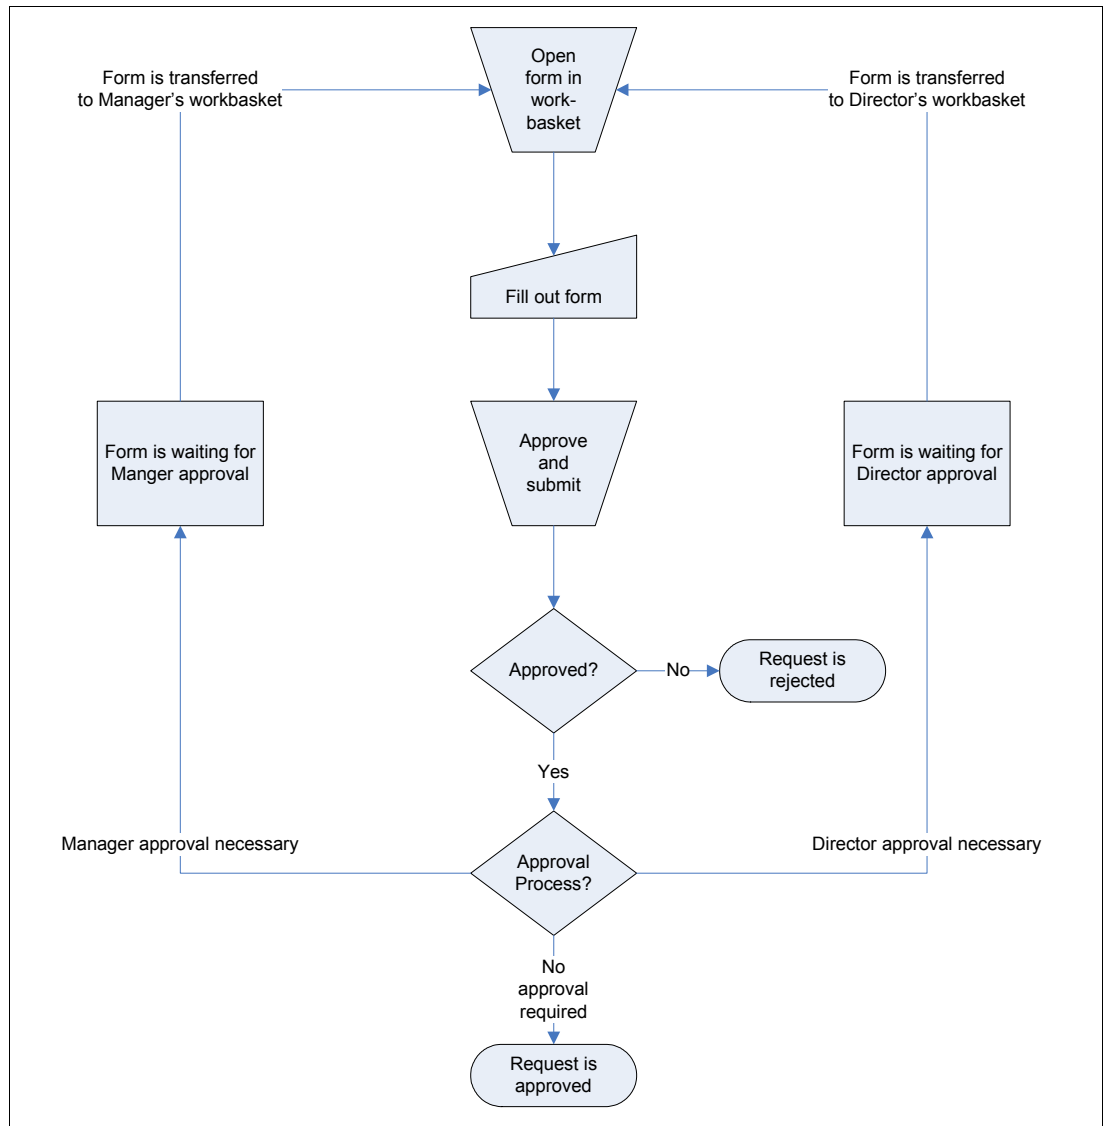 Form is transferred
to Manager's workbasket
Open
form in
work-
basket
Form is transferred
to Director's workbasket
Fill out form
Form is waiting for
Manger approval
Approve
and
submit
Form is waiting for
Director approval
Approved?
No
Request is
rejected
Yes
Manager approval necessary
Approval
Process?
Director approval necessary
No
approval
required
Request is
approved